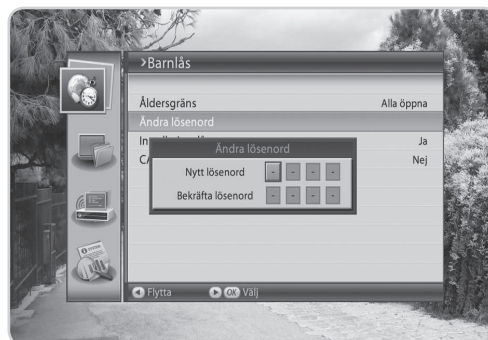 >Barnlås
Åldersgräns Alla öppna
Ändra lösenord
Ja
Nej
Ändra lösenord
Nytt lösenord - - - -
Bekräfta lösenord - - - -
Flytta OK Välj